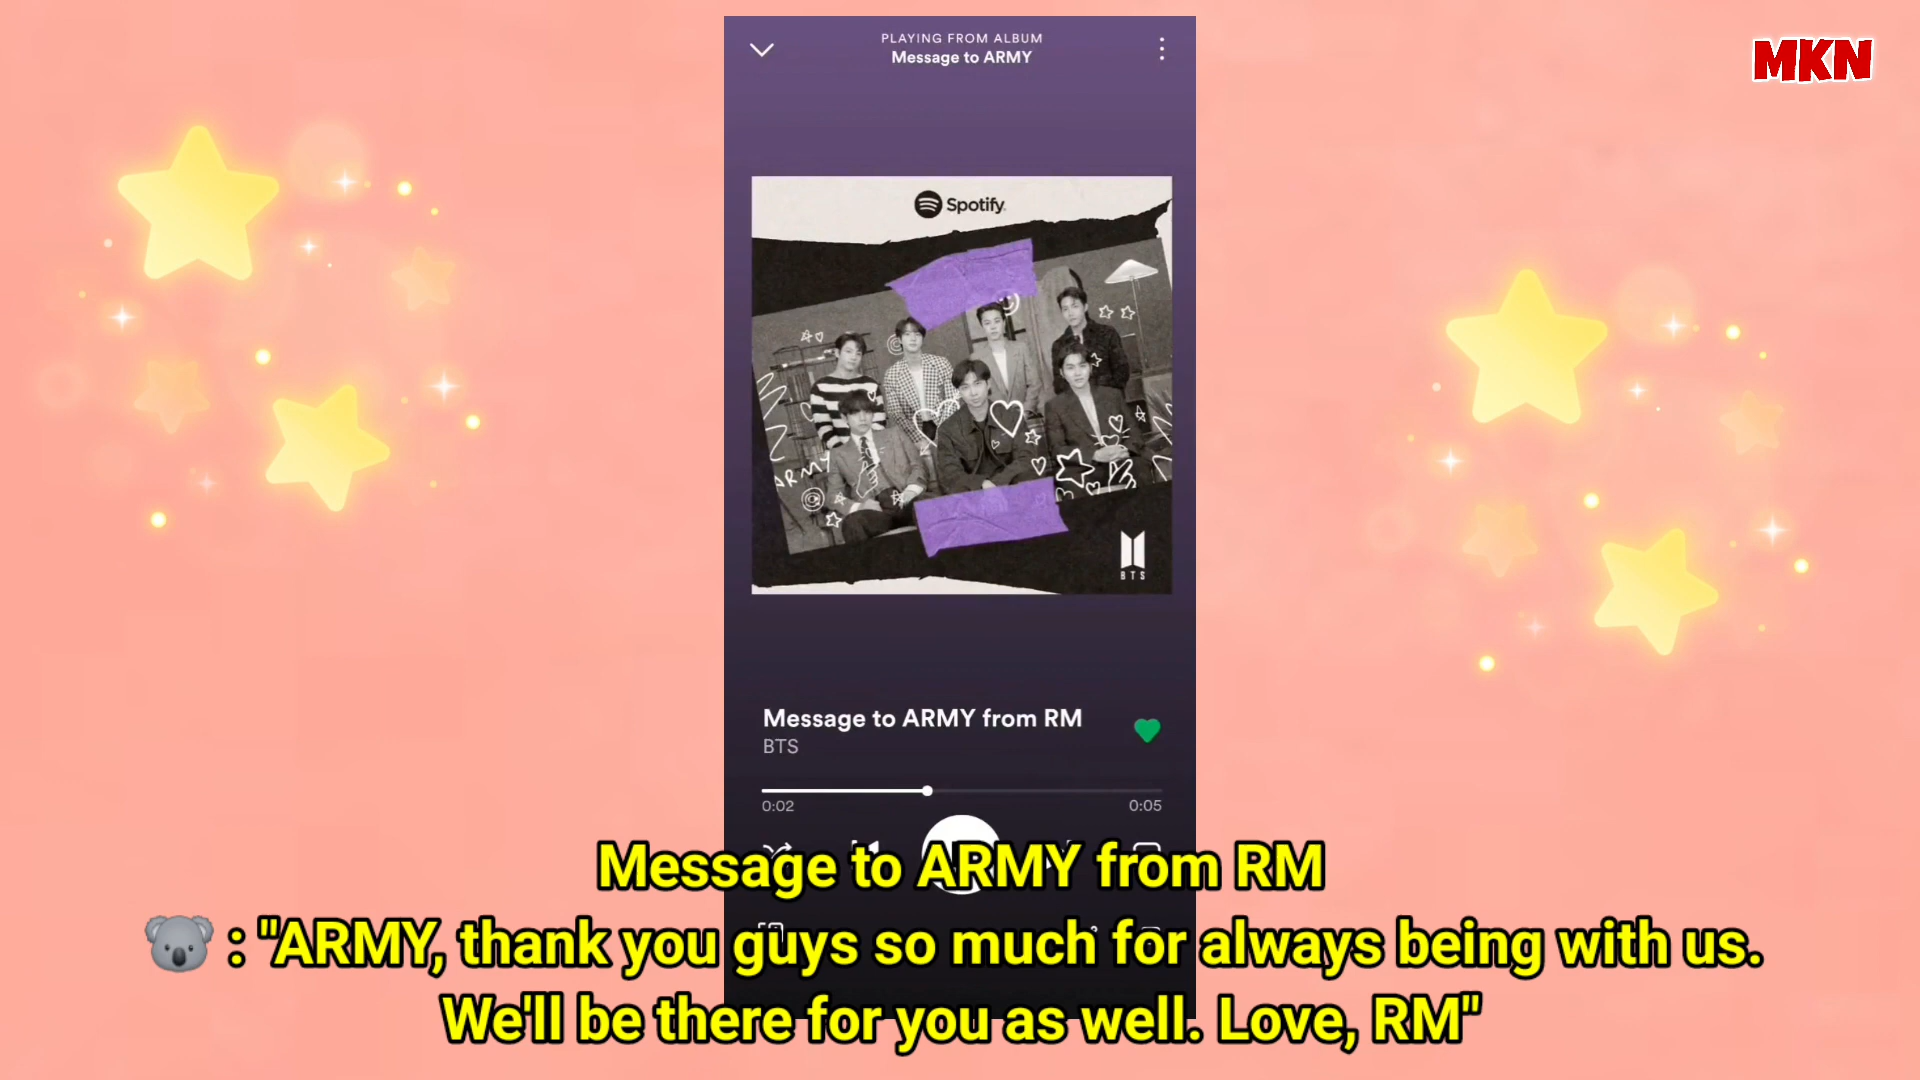 PLAYING FROM ALBUM
Message to ARMY
MKN
Spotify
ARMY
BTS
Message to ARMY from RM
BTS
0:02
0:05
Message to ARMY from RM
: "ARMY, thank you guys so much for always being with us.
We'll be there for you as well. Love, RM"